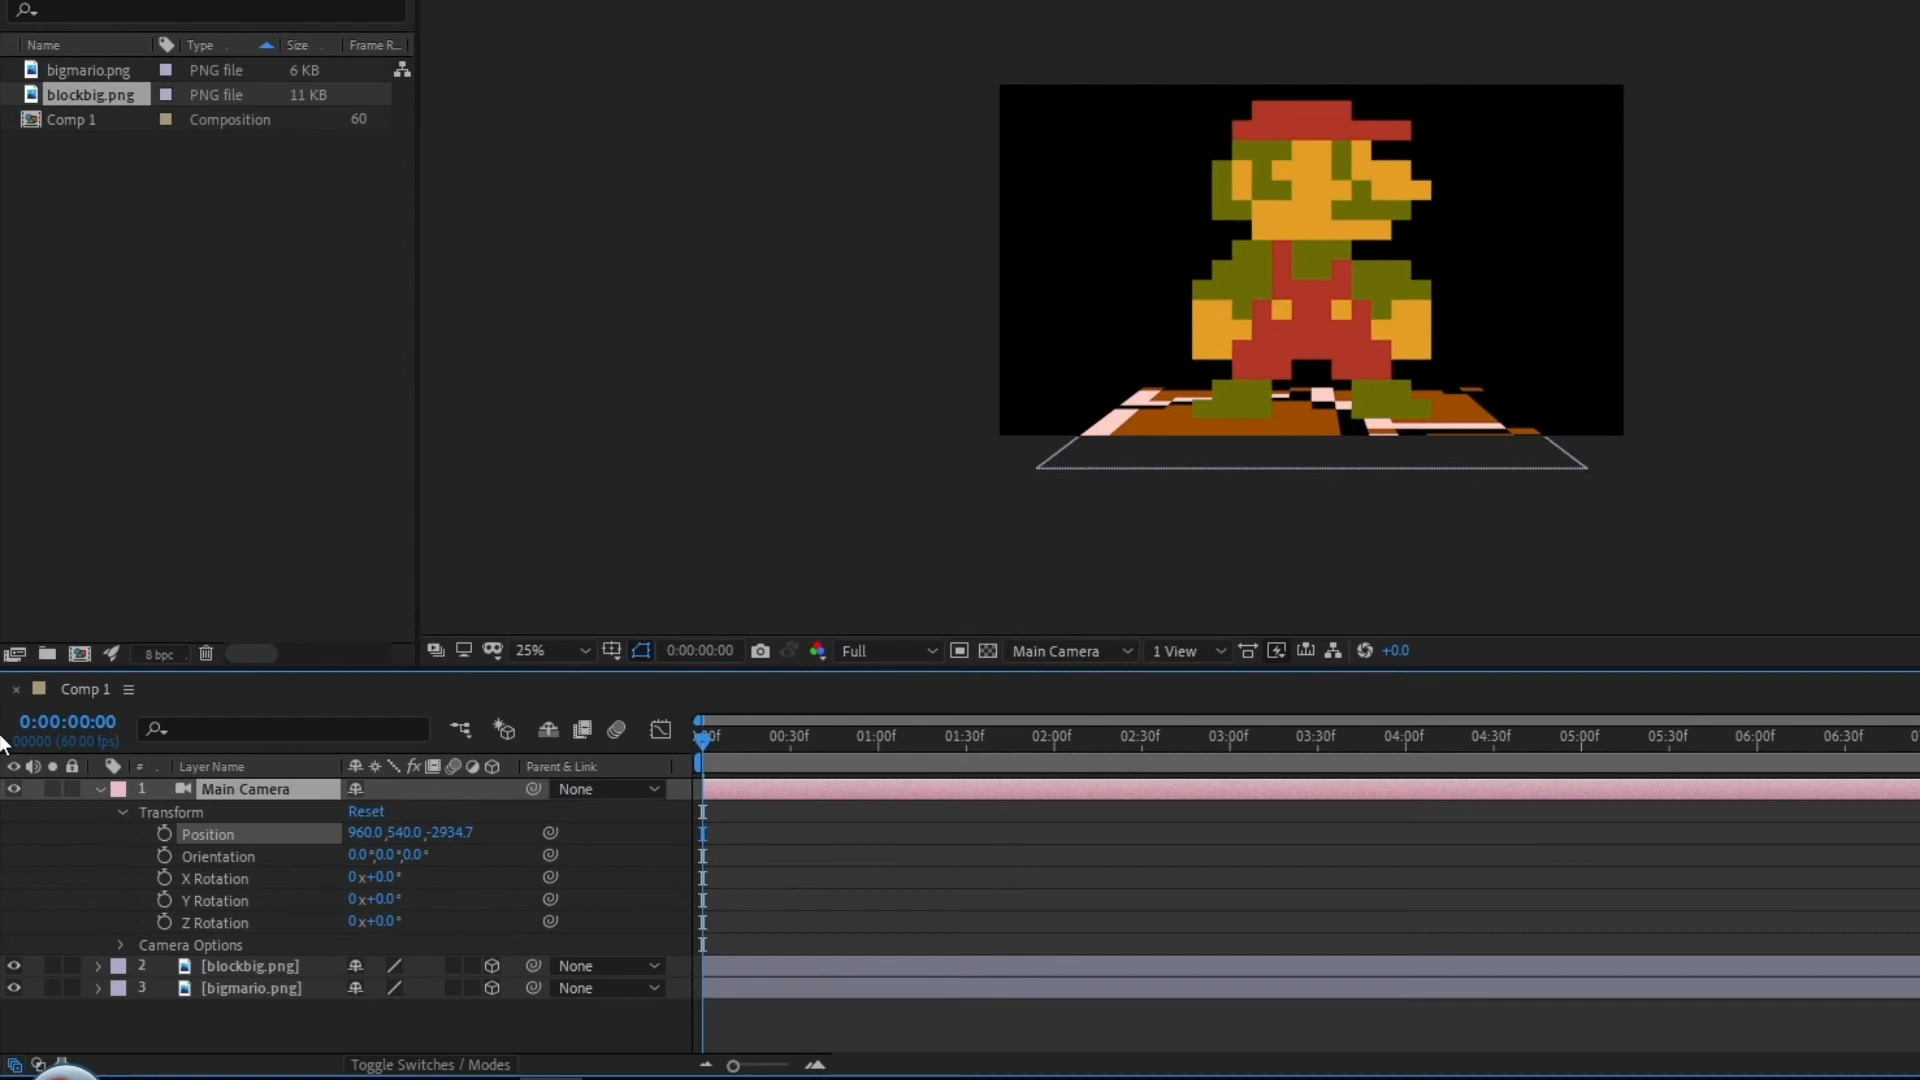 Name Type Size Frame R...
bigmario.png PNG file 6 KB
blockbig.png PNG file 11 KB
Comp 1 Composition 60
8 bpc 25% 0:00:00:00 Full Main Camera 1 View +0.0
Comp 1
0:00:00:00
00000 (60.00 fps)
00:30f 01:00f 01:30f 02:00f 02:30f 03:00f 03:30f 04:00f 04:30f 05:00f 05:30f 06:00f 06:30f
# Layer Name fx Parent & Link
1 Main Camera None
Transform Reset
Position 960.0,540.0,-2934.7
Orientation 0.0°,0.0°,0.0°
X Rotation 0x+0.0°
Y Rotation 0x+0.0°
Z Rotation 0x+0.0°
Camera Options
2 [blockbig.png] None
3 [bigmario.png] None
Toggle Switches / Modes